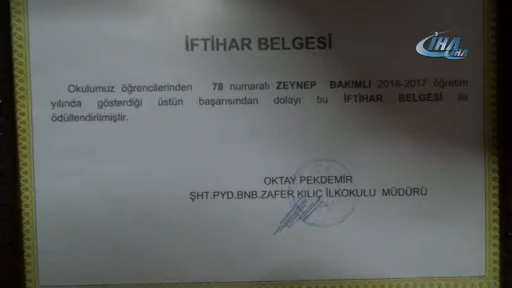 İFTİHAR BELGESİ
İHA
İHA
Okulumuz öğrencilerinden 78 numaralı ZEYNEP BAKIMLI 2016-2017 öğretim
yılında gösterdiği üstün başarısından dolayı bu İFTİHAR BELGESİ ile
ödüllendirilmiştir.
OKTAY PEKDEMİR
ŞHT.PYD.BNB.ZAFER KILIÇ İLKOKULU MÜDÜRÜ